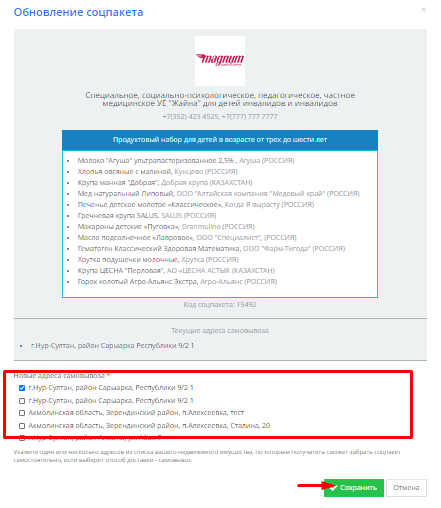 Обновление соцпакета
×
magnum
Специальное, социально-психологическое, педагогическое, частное
медицинское УЕ "Жайна" для детей инвалидов и инвалидов
+7(352) 423 4525, +7(777) 777 7777
Продуктовый набор для детей в возрасте от трех до шести лет
Молоко "Агуша" ультрапастеризованное 2,5% , Агуша (РОССИЯ)
Хлопья овсяные с малиной, Кунцево (РОССИЯ)
Крупа манная "Добрая", Добрая крупа (КАЗАХСТАН)
Мед натуральный Липовый, ООО "Алтайская компания "Медовый край" (РОССИЯ)
Печенье детское молотое «Классическое», Когда Я вырасту (РОССИЯ)
Гречневая крупа SALUS, SALUS (РОССИЯ)
Макароны детские «Пуговка», Granmulino (РОССИЯ)
Масло подсолнечное «Лавровое», ООО "Специалист", (РОССИЯ)
Гематоген Классический Здоровая Математика, ООО "Фарм-Тигода" (РОССИЯ)
Хрутка подушечки молочные, Хрутка (РОССИЯ)
Крупа ЦЕСНА "Перловая", АО «ЦЕСНА АСТЫК (КАЗАХСТАН)
Горох колотый Агро-Альянс Экстра, Агро-Альянс (РОССИЯ)
Код соцпакета: 15492
Текущие адреса самовывоза
г.Нур-Султан, район Сарыарка Республики 9/2 1
Новые адреса самовывоза *
г.Нур-Султан, район Сарыарка, Республики 9/2 1
г.Нур-Султан, район Сарыарка, Республики 9/2 1
Акмолинская область, Зерендинский район, п.Алексеевка, тест
Акмолинская область, Зерендинский район, п.Алексеевка, Сталина, 20
Укажите один или несколько адресов из списка вашего недвижимого имущества, по которым получатель сможет забрать соцпакет
самостоятельно, если выберет способ доставки - самовывоз.
Сохранить
Отмена